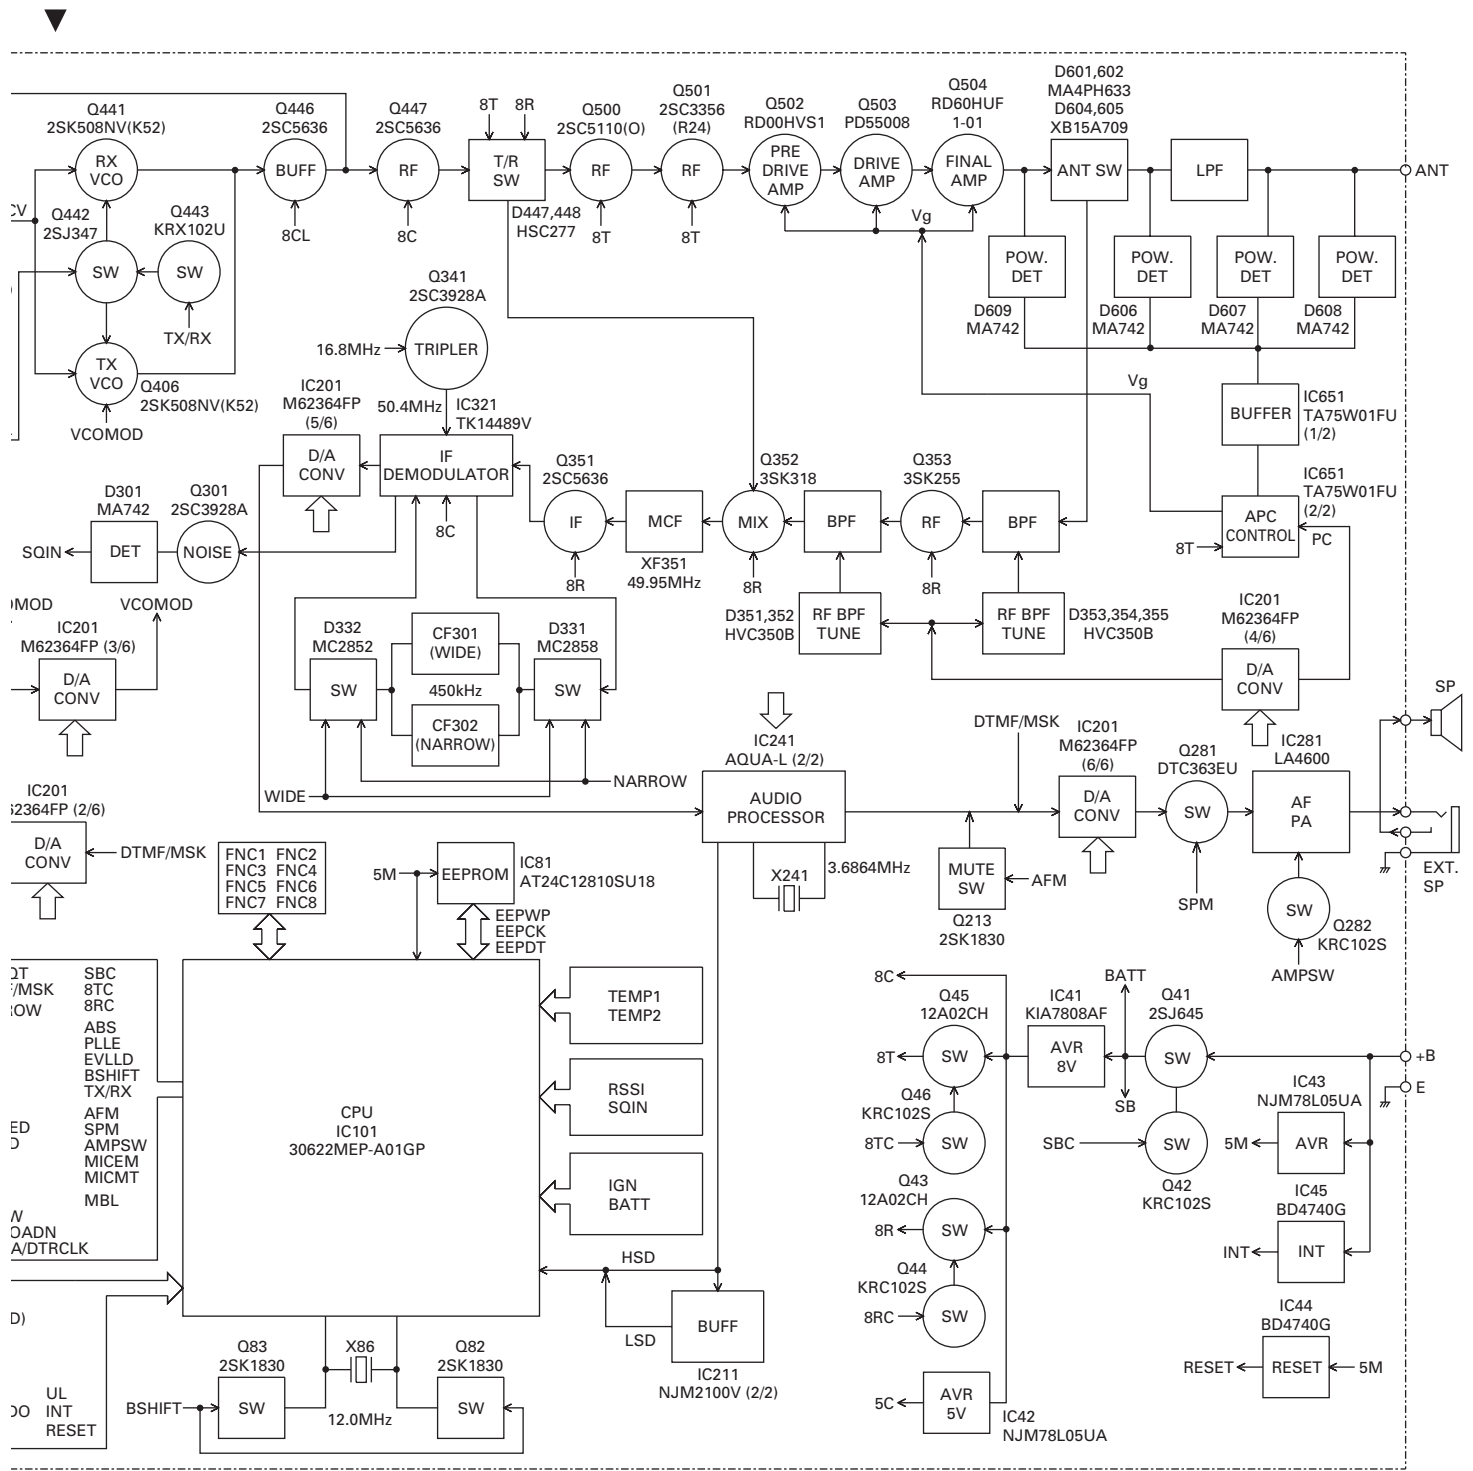 Q441
2SK508NV(K52)
RX
VCO
Q446
2SC5636
BUFF
8CL
Q447
2SC5636
RF
8C
8T 8R
T/R
SW
D447,448
HSC277
Q500
2SC5110(O)
RF
8T
Q501
2SC3356
(R24)
RF
8T
Q502
RD00HVS1
PRE
DRIVE
AMP
Q503
PD55008
DRIVE
AMP
Q504
RD60HUF
1-01
FINAL
AMP
Vg
D601,602
MA4PH633
D604,605
XB15A709
ANT SW
LPF
ANT
CV
Q442
2SJ347
SW
Q443
KRX102U
SW
TX/RX
TX
VCO
Q406
2SK508NV(K52)
VCOMOD
POW.
DET
D609
MA742
POW.
DET
D606
MA742
POW.
DET
D607
MA742
POW.
DET
D608
MA742
Vg
Q341
2SC3928A
16.8MHz
TRIPLER
50.4MHz
IC201
M62364FP
(5/6)
D/A
CONV
IC321
TK14489V
IF
DEMODULATOR
8C
BUFFER
IC651
TA75W01FU
(1/2)
IC651
TA75W01FU
(2/2)
APC
CONTROL
8T
PC
D301
MA742
SQIN
DET
Q301
2SC3928A
NOISE
Q351
2SC5636
IF
8R
MCF
XF351
49.95MHz
Q352
3SK318
MIX
8R
BPF
Q353
3SK255
RF
8R
BPF
D351,352
HVC350B
RF BPF
TUNE
RF BPF
TUNE
D353,354,355
HVC350B
IC201
M62364FP
(4/6)
D/A
CONV
OMOD
VCOMOD
IC201
M62364FP (3/6)
D/A
CONV
D332
MC2852
SW
CF301
(WIDE)
450kHz
CF302
(NARROW)
D331
MC2858
SW
NARROW
WIDE
IC201
62364FP (2/6)
D/A
CONV
DTMF/MSK
IC241
AQUA-L (2/2)
AUDIO
PROCESSOR
X241
3.6864MHz
DTMF/MSK
MUTE
SW
AFM
Q213
2SK1830
IC201
M62364FP
(6/6)
D/A
CONV
Q281
DTC363EU
SW
SPM
IC281
LA4600
AF
PA
SW
Q282
KRC102S
AMPSW
SP
EXT.
SP
FNC1 FNC2
FNC3 FNC4
FNC5 FNC6
FNC7 FNC8
5M
EEPROM
IC81
AT24C12810SU18
EEPWP
EEPCK
EEPDT
QT
F/MSK
ROW
SBC
8TC
8RC
ABS
PLLE
EVLLD
BSHIFT
TX/RX
AFM
SPM
AMPSW
MICEM
MICMT
MBL
ED
D
W
OADN
A/DTRCLK
D)
CPU
IC101
30622MEP-A01GP
TEMP1
TEMP2
RSSI
SQIN
IGN
BATT
HSD
LSD
BUFF
IC211
NJM2100V (2/2)
8C
Q45
12A02CH
8T
SW
Q46
KRC102S
8TC
SW
Q43
12A02CH
8R
SW
Q44
KRC102S
8RC
SW
5C
AVR
5V
IC42
NJM78L05UA
IC41
KIA7808AF
AVR
8V
BATT
SB
Q41
2SJ645
SW
SBC
SW
Q42
KRC102S
+B
E
IC43
NJM78L05UA
5M
AVR
IC45
BD4740G
INT
INT
IC44
BD4740G
RESET
RESET
5M
UL
DO INT
RESET
Q83
2SK1830
BSHIFT
SW
X86
12.0MHz
Q82
2SK1830
SW